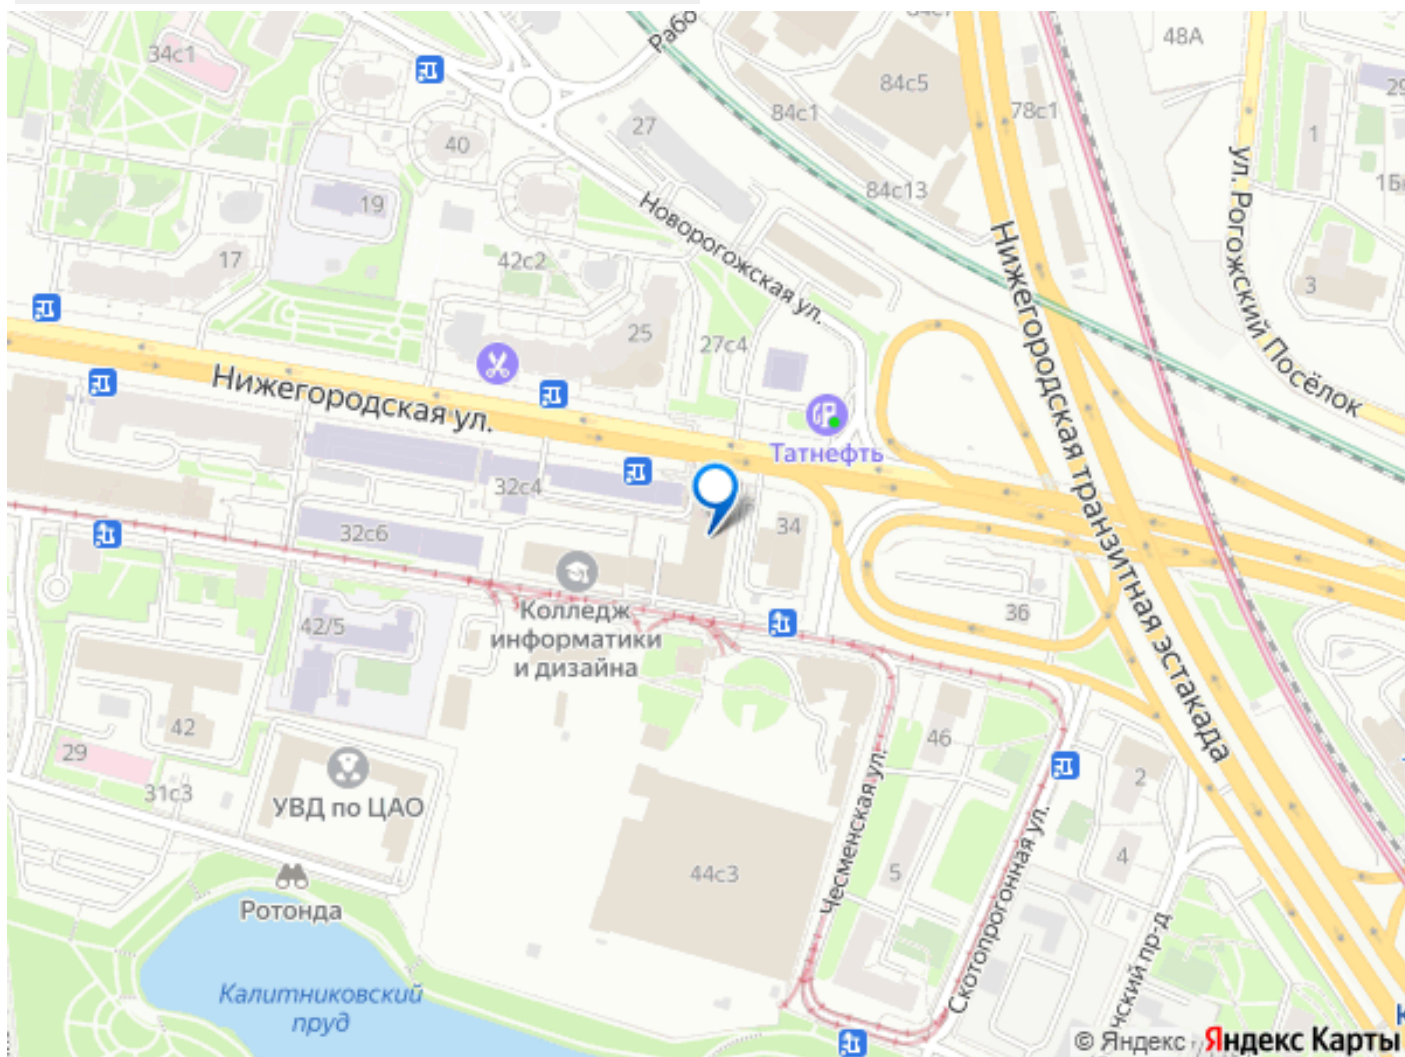 34с1
Рабо
84с5
48А
29
40
27
84с1
78с1
1
19
84с13
ул. Рогожский Посёлок
Новорогожская ул.
Нижегородская транзитная эстакада
17
42с2
3
25
27с4
Нижегородская ул.
Татнефть
32с4
34
32с6
Колледж
информатики
и дизайна
42/5
36
42
46
29
31с3
УВД по ЦАО
2
4
44с3
5
Чесменская ул.
Скотопрогонная ул.
Ротонда
Калитниковский
пруд
нский пр-д
© Яндекс
Яндекс Карты